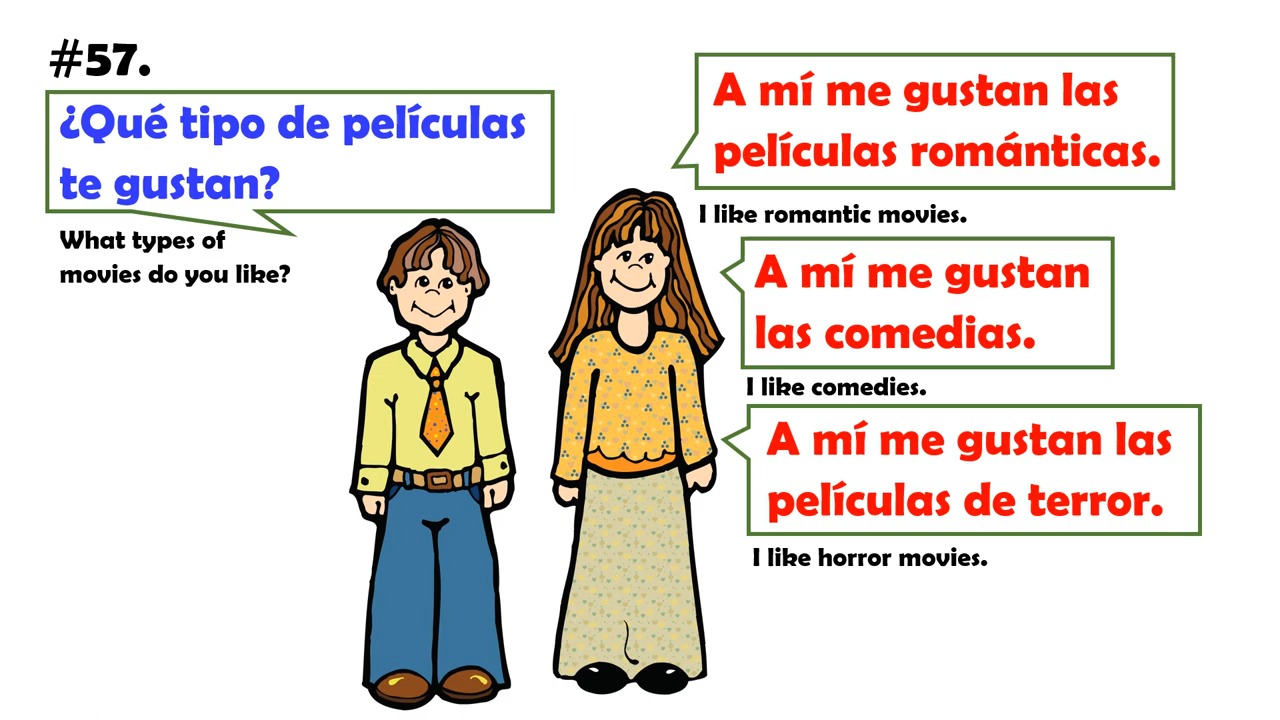 #57.
¿Qué tipo de películas
te gustan?
What types of
movies do you like?
A mí me gustan las
películas románticas.
I like romantic movies.
A mí me gustan
las comedias.
I like comedies.
A mí me gustan las
películas de terror.
I like horror movies.